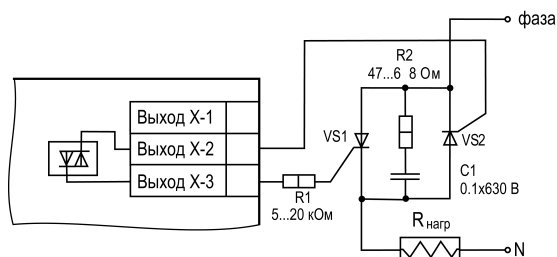 фаза
R2
47...6 8 Ом
Выход X-1
Выход X-2
Выход X-3
VS1
VS2
C1
0.1x630 В
R1
5...20 кОм
Rнагр
N